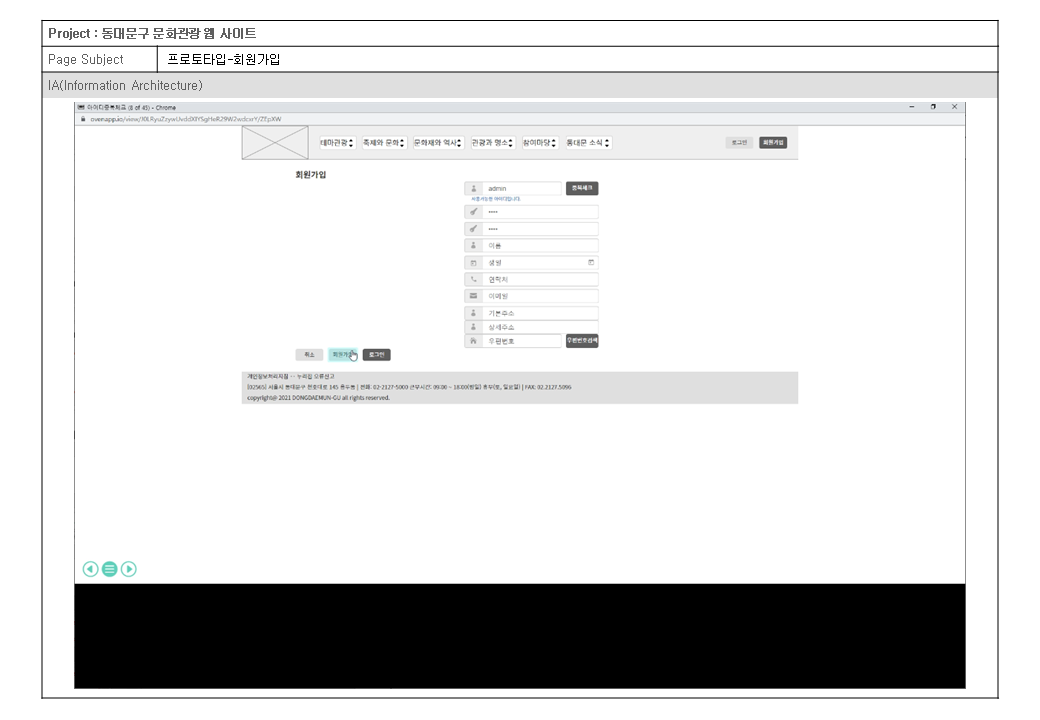 Project : 동대문구 문화관광 웹 사이트
Page Subject 프로토타입-회원가입
IA(Information Architecture)
아이디중복체크 (8 of 43) - Chrome
테마관광 축제와 문화 문화재와 역사 관광과 명소 참여마당 동대문 소식 로그인 회원가입
회원가입
admin 중복체크
사용가능한 아이디입니다.
••••
••••
이름
생일
연락처
이메일
기본주소
상세주소
우편번호 우편번호검색
취소 회원가입 로그인
개인정보처리지침 누리집 오류신고
[02565] 서울시 동대문구 천호대로 145 용두동 | 전화: 02-2127-5000 근무시간: 09:00 ~ 18:00(평일) 휴무(토, 일요일) | FAX: 02.2127.5096
copyright@ 2021 DONGDAEMUN-GU all rights reserved.